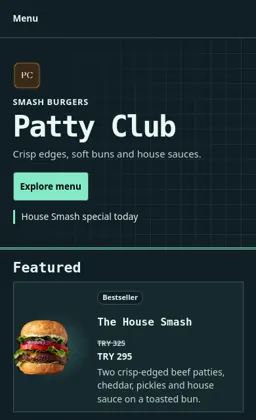 Menu
PC
SMASH BURGERS
Patty Club
Crisp edges, soft buns and house sauces.
Explore menu
House Smash special today
Featured
Bestseller
The House Smash
TRY 325
TRY 295
Two crisp-edged beef patties,
cheddar, pickles and house
sauce on a toasted bun.